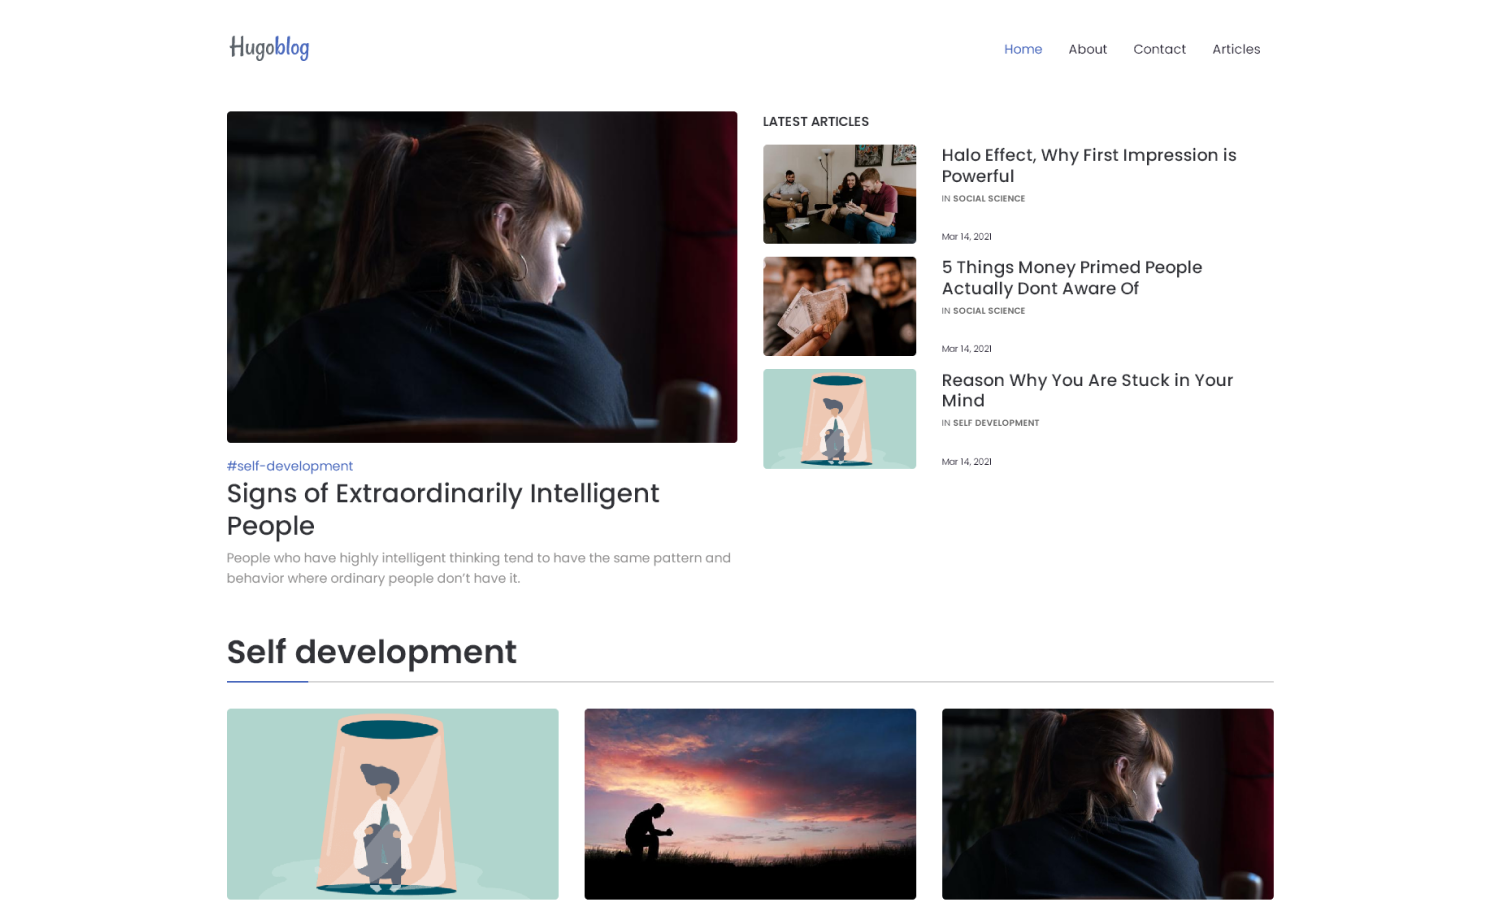 Hugoblog
Home
About
Contact
Articles
LATEST ARTICLES
Halo Effect, Why First Impression is
Powerful
IN SOCIAL SCIENCE
Mar 14, 2021
5 Things Money Primed People
Actually Dont Aware Of
IN SOCIAL SCIENCE
Mar 14, 2021
Reason Why You Are Stuck in Your
Mind
IN SELF DEVELOPMENT
Mar 14, 2021
#self-development
Signs of Extraordinarily Intelligent
People
People who have highly intelligent thinking tend to have the same pattern and
behavior where ordinary people don’t have it.
Self development